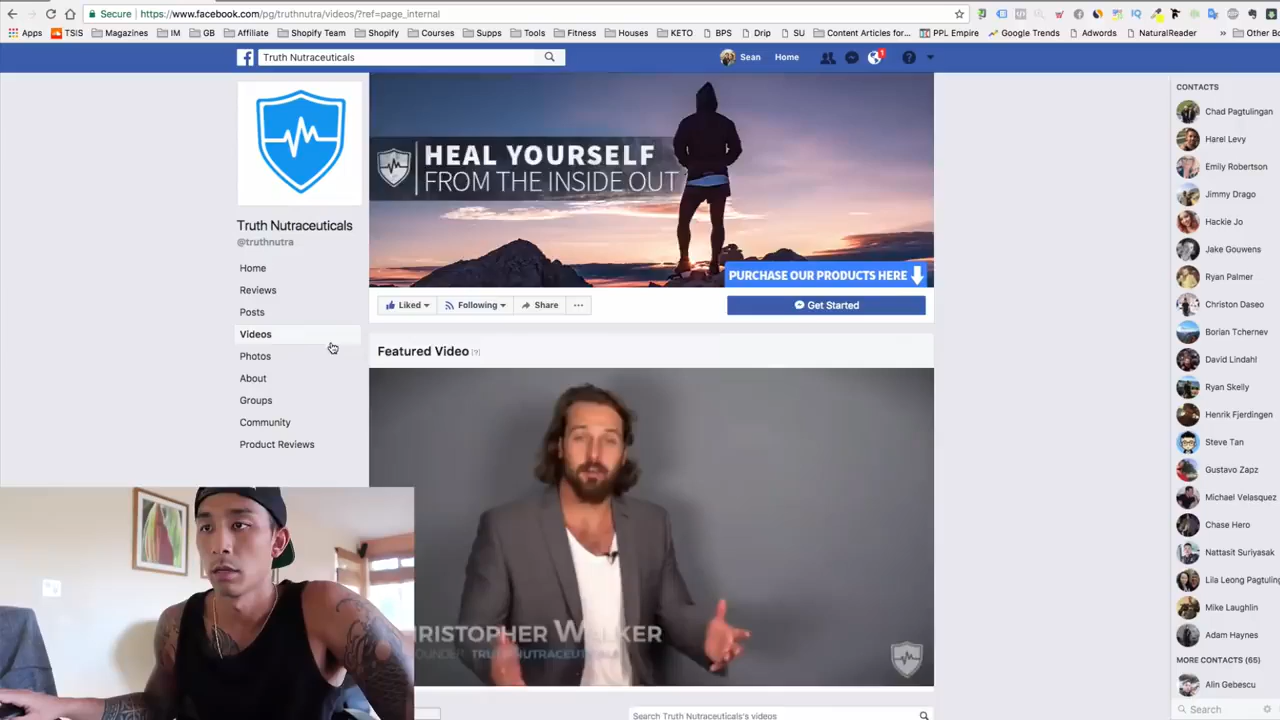 Secure
https://www.facebook.com/pg/truthnutra/videos/?ref=page_internal
Apps TSIS Magazines IM GB Affiliate Shopify Team Shopify Courses Supps Tools Fitness Houses KETO BPS Drip SU Content Articles for... PPL Empire Google Trends Adwords NaturalReader » Other Bo
Truth Nutraceuticals
Sean Home 1
HEAL YOURSELF
FROM THE INSIDE OUT
PURCHASE OUR PRODUCTS HERE
Truth Nutraceuticals
@truthnutra
Home
Reviews
Posts
Videos
Photos
About
Groups
Community
Product Reviews
Liked Following Share ...
Get Started
Featured Video [?]
FOUNDER TRUTH NUTRACEUTICALS
Search Truth Nutraceuticals's videos
CONTACTS
Chad Pagtulingan
Harel Levy
Emily Robertson
Jimmy Drago
Hackie Jo
Jake Gouwens
Ryan Palmer
Christon Daseo
Borian Tchernev
David Lindahl
Ryan Skelly
Henrik Fjerdingen
Steve Tan
Gustavo Zapz
Michael Velasquez
Chase Hero
Nattasit Suriyasak
Lila Leong Pagtuling
Mike Laughlin
Adam Haynes
MORE CONTACTS (65)
Alin Gebescu
Search